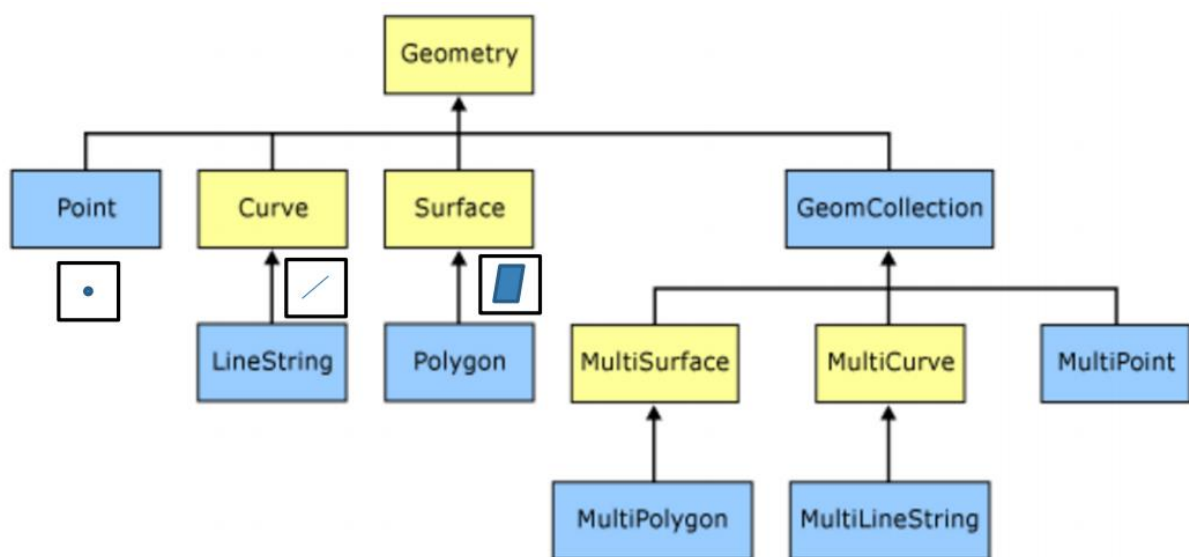 Geometry
Point
Curve
Surface
GeomCollection
LineString
Polygon
MultiSurface
MultiCurve
MultiPoint
MultiPolygon
MultiLineString